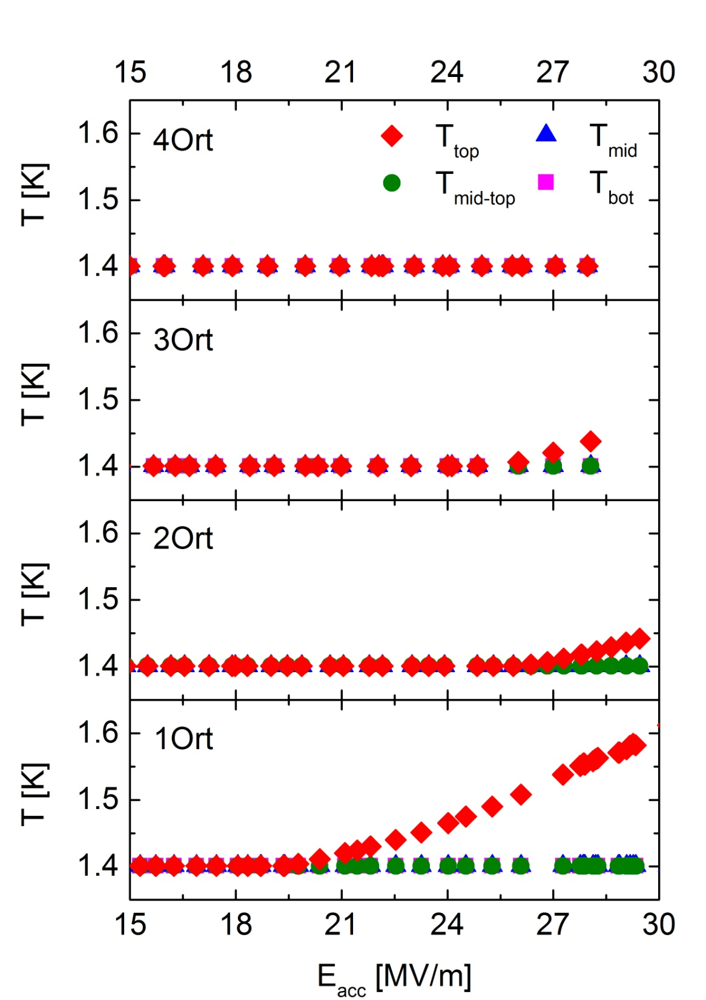 15 18 21 24 27 30
4Ort
T_top
T_mid
T_mid-top
T_bot
T [K]
1.6
1.5
1.4
3Ort
T [K]
1.6
1.5
1.4
2Ort
T [K]
1.6
1.5
1.4
1Ort
T [K]
1.6
1.5
1.4
15 18 21 24 27 30
E_acc [MV/m]